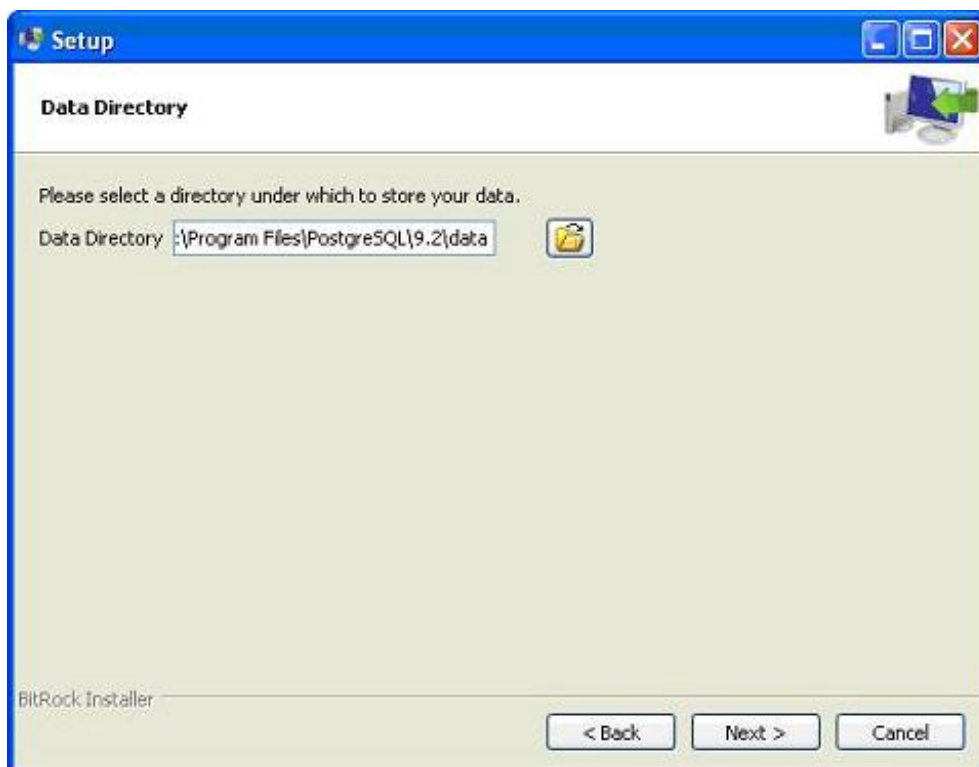 Setup
Data Directory
Please select a directory under which to store your data.
Data Directory :\Program Files\PostgreSQL\9.2\data
BitRock Installer
< Back Next > Cancel